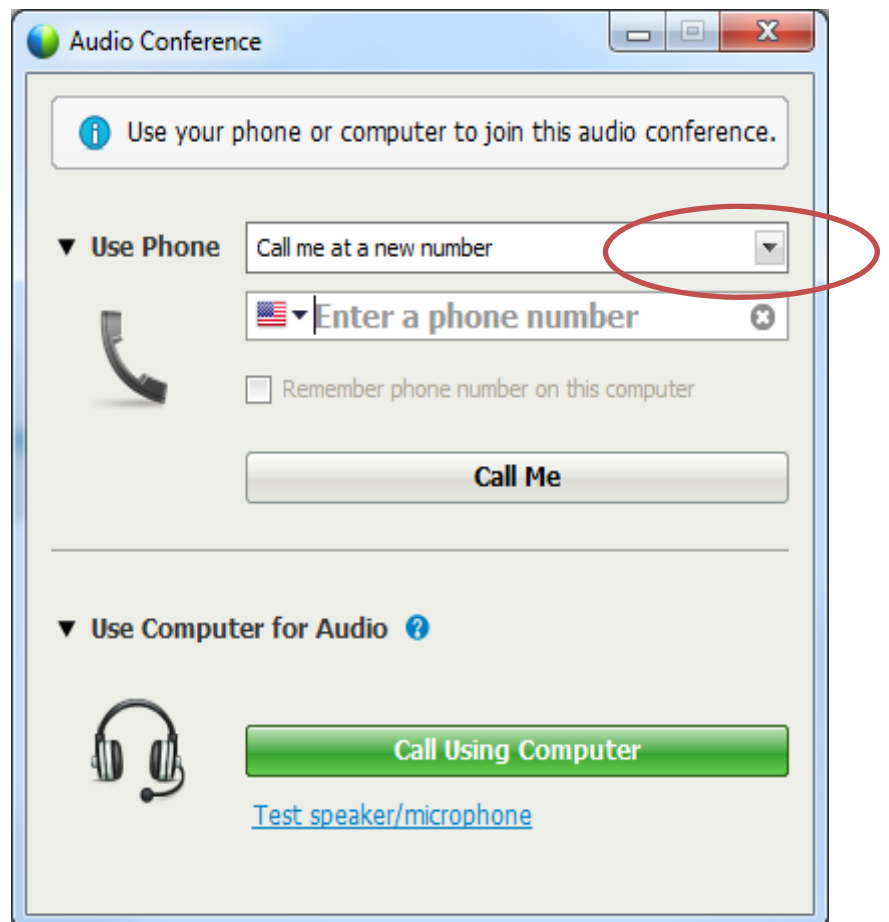 Audio Conference
Use your phone or computer to join this audio conference.
Use Phone
Call me at a new number
Enter a phone number
Remember phone number on this computer
Call Me
Use Computer for Audio
Call Using Computer
Test speaker/microphone